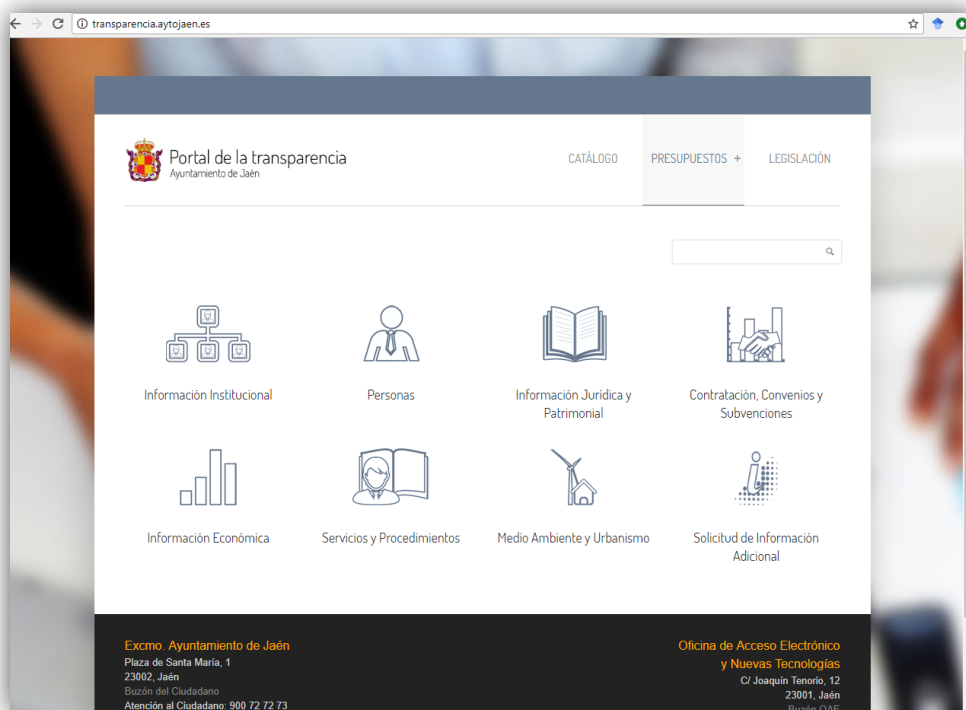 transparencia.aytojaen.es
Portal de la transparencia
Ayuntamiento de Jaén
CATÁLOGO
PRESUPUESTOS +
LEGISLACIÓN
Información Institucional
Personas
Información Jurídica y
Patrimonial
Contratación, Convenios y
Subvenciones
Información Económica
Servicios y Procedimientos
Medio Ambiente y Urbanismo
Solicitud de Información
Adicional
Excmo. Ayuntamiento de Jaén
Plaza de Santa María, 1
23002, Jaén
Buzón del Ciudadano
Atención al Ciudadano: 900 72 72 73
Oficina de Acceso Electrónico
y Nuevas Tecnologías
C/ Joaquín Tenorio, 12
23001, Jaén
Buzón OAE